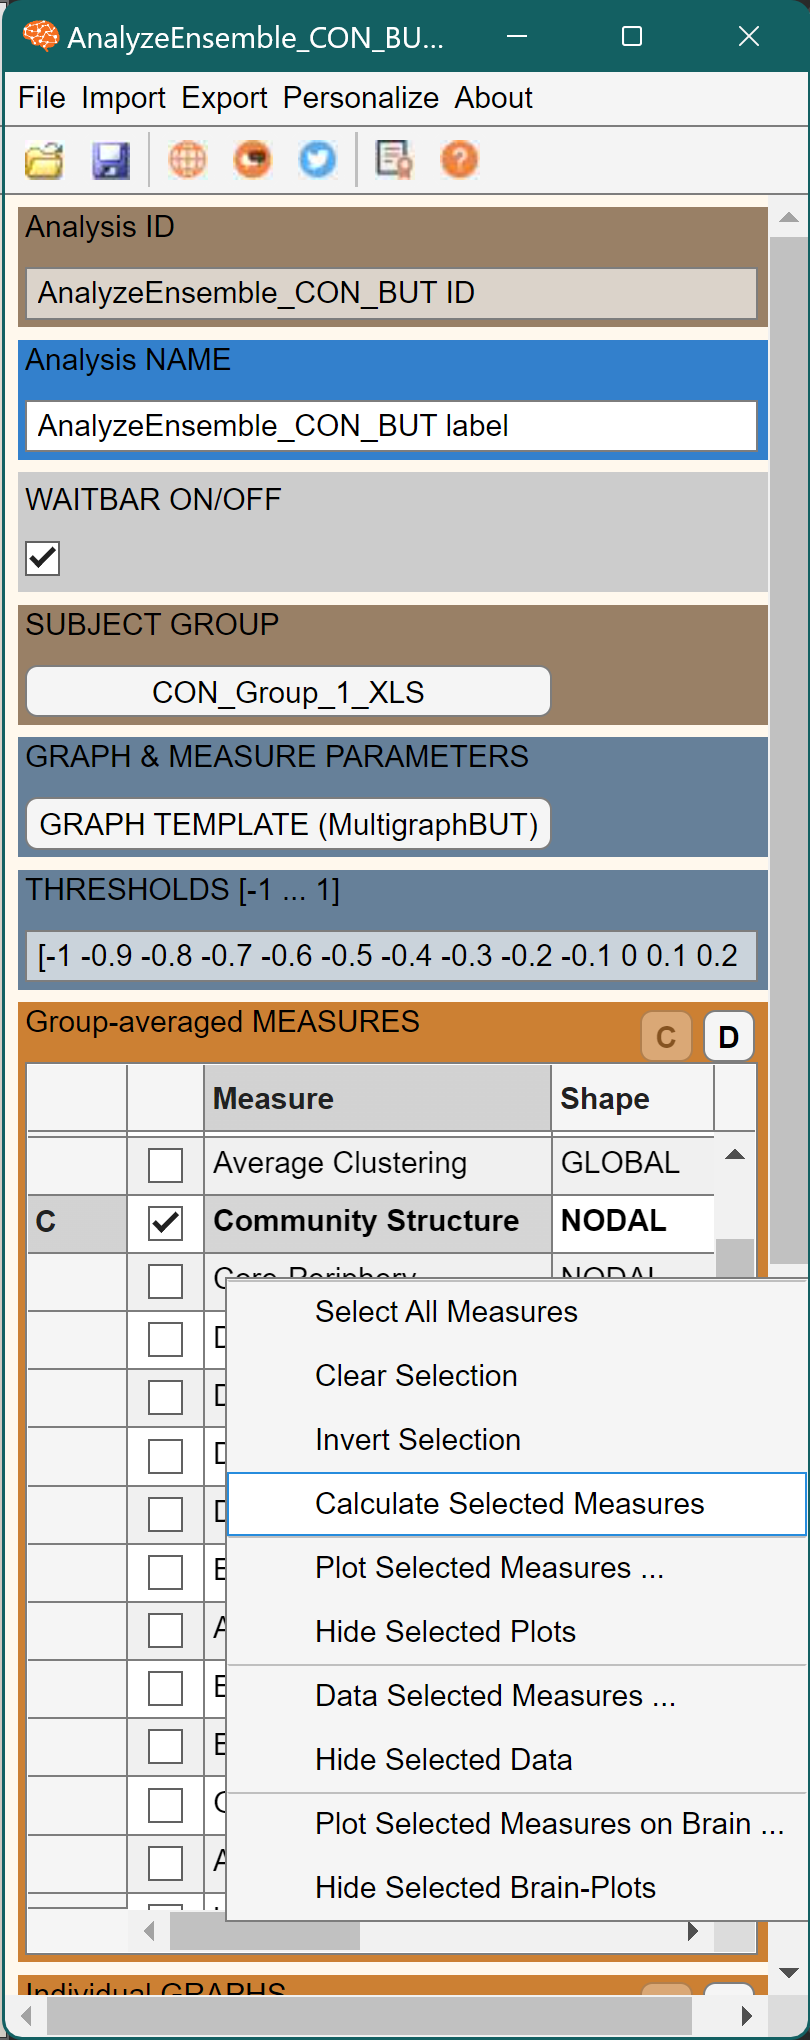 AnalyzeEnsemble_CON_BU...
File Import Export Personalize About
Analysis ID
AnalyzeEnsemble_CON_BUT ID
Analysis NAME
AnalyzeEnsemble_CON_BUT label
WAITBAR ON/OFF
SUBJECT GROUP
CON_Group_1_XLS
GRAPH & MEASURE PARAMETERS
GRAPH TEMPLATE (MultigraphBUT)
THRESHOLDS [-1 ... 1]
[-1 -0.9 -0.8 -0.7 -0.6 -0.5 -0.4 -0.3 -0.2 -0.1 0 0.1 0.2
Group-averaged MEASURES
C D
Measure Shape
Average Clustering GLOBAL
C Community Structure NODAL
Core-Periphery NODAL
Select All Measures
Clear Selection
Invert Selection
Calculate Selected Measures
Plot Selected Measures ...
Hide Selected Plots
Data Selected Measures ...
Hide Selected Data
Plot Selected Measures on Brain ...
Hide Selected Brain-Plots
Individual GRAPHS